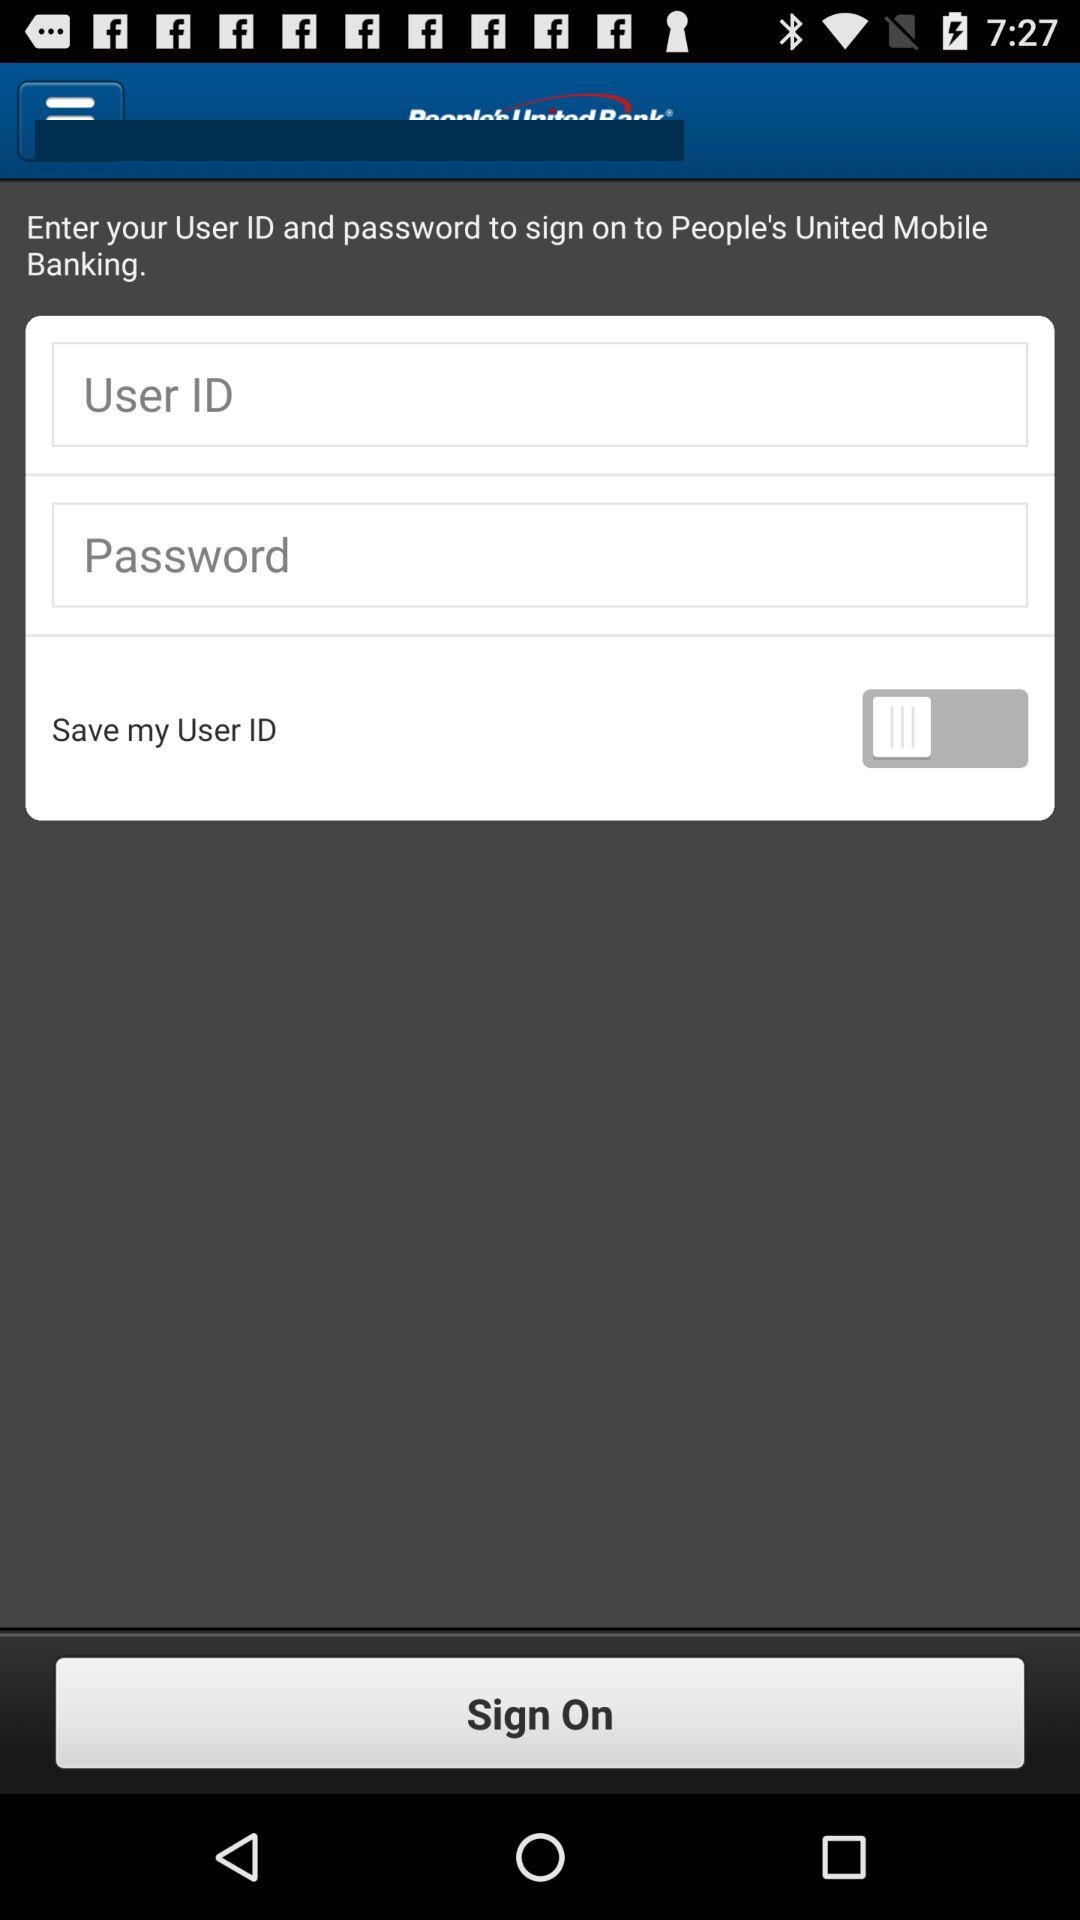 7:27
People's United Bank®
Enter your User ID and password to sign on to People's United Mobile
Banking.
User ID
Password
Save my User ID
Sign On